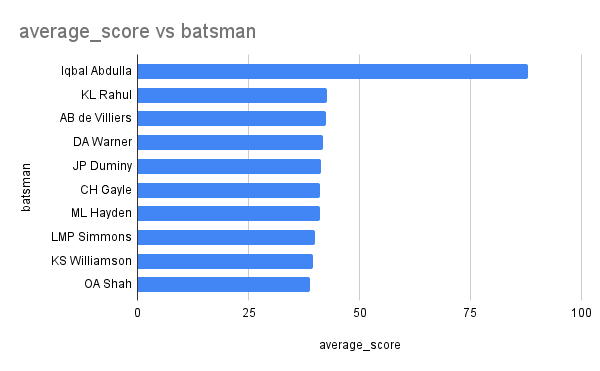 average_score vs batsman
batsman
Iqbal Abdulla
KL Rahul
AB de Villiers
DA Warner
JP Duminy
CH Gayle
ML Hayden
LMP Simmons
KS Williamson
OA Shah
0 25 50 75 100
average_score